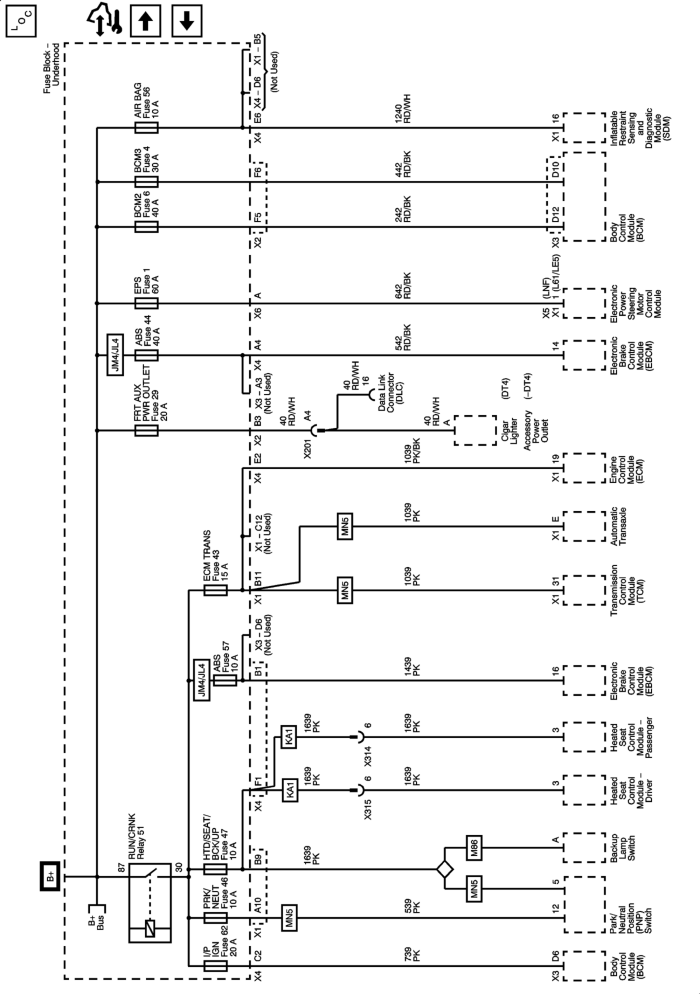 L
O
C
Fuse Block –
Underhood
B+
B+
Bus
RUN/CRNK
Relay 51
87
30
I/P
IGN
Fuse 62
20 A
PRK/
NEUT
Fuse 46
10 A
HTD/SEAT/
BCK/UP
Fuse 47
10 A
JM4/JL4
ABS
Fuse 57
10 A
ECM TRANS
Fuse 43
15 A
FRT AUX
PWR OUTLET
Fuse 29
20 A
JM4/JL4
ABS
Fuse 44
40 A
EPS
Fuse 1
60 A
BCM2
Fuse 6
40 A
BCM3
Fuse 4
30 A
AIR BAG
Fuse 56
10 A
X4
C2
X1
A10
B9
X4
F1
B1
X3 – D6
(Not Used)
X1
B11
X1 – C12
(Not Used)
X4
E2
X2
B3
X3 – A3
(Not Used)
X4
A4
X6
A
X2
F5
F6
X4
E6
X4 – D6
X1 – B5
(Not Used)
739
PK
MN5
539
PK
1639
PK
MN5
M86
KA1
1639
PK
X315
6
1639
PK
KA1
1639
PK
X314
6
1639
PK
1439
PK
MN5
1039
PK
MN5
1039
PK
1039
PK/BK
40
RD/WH
X201
A4
40
RD/WH
16
Data Link
Connector
(DLC)
40
RD/WH
A
542
RD/BK
642
RD/BK
242
RD/BK
442
RD/BK
1240
RD/WH
X3
D6
Body
Control
Module
(BCM)
12
5
Park/
Neutral
Position
(PNP)
Switch
A
Backup
Lamp
Switch
3
Heated
Seat
Control
Module –
Driver
3
Heated
Seat
Control
Module –
Passenger
16
Electronic
Brake
Control
Module
(EBCM)
X1
31
Transmission
Control
Module
(TCM)
X1
E
Automatic
Transaxle
X1
19
Engine
Control
Module
(ECM)
Cigar
Lighter
(DT4)
Accessory
Power
Outlet
(–DT4)
14
Electronic
Brake
Control
Module
(EBCM)
X5
(LNF)
X1
1
(L61/LE5)
Electronic
Power
Steering
Motor
Control
Module
X3
D12
D10
Body
Control
Module
(BCM)
X1
16
Inflatable
Restraint
Sensing
and
Diagnostic
Module
(SDM)